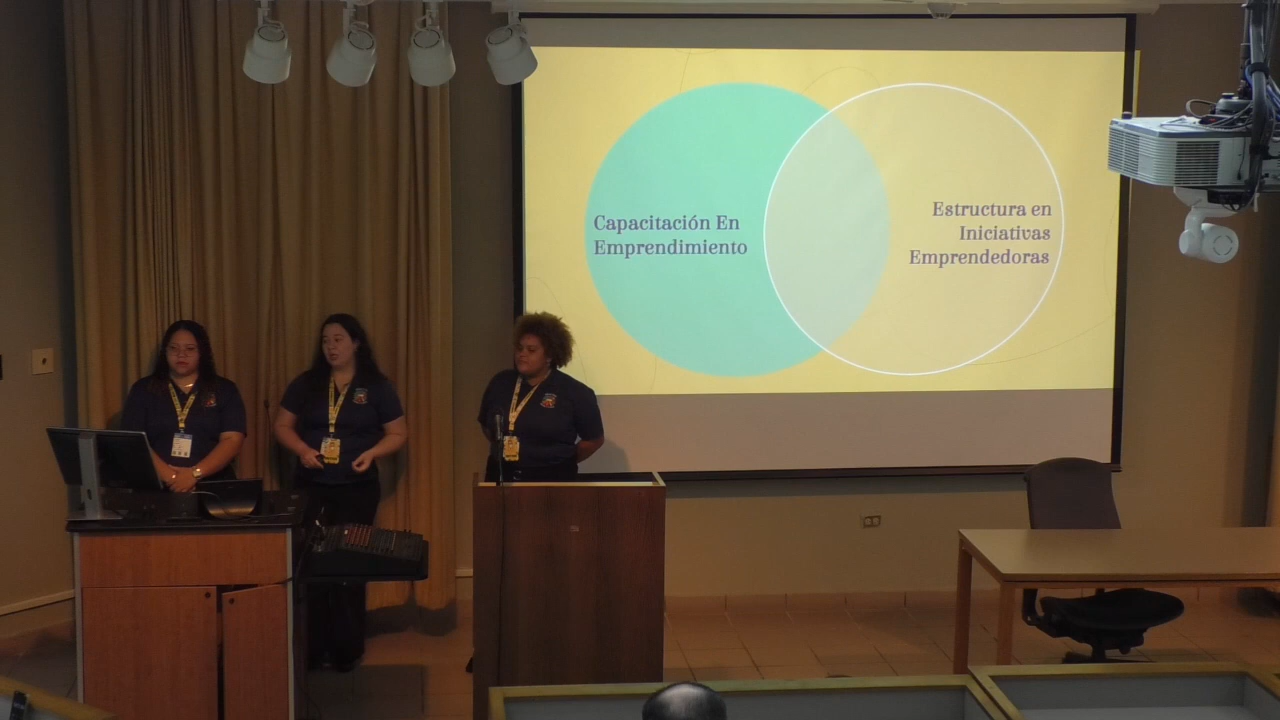 Capacitación En
Emprendimiento
Estructura en
Iniciativas
Emprendedoras